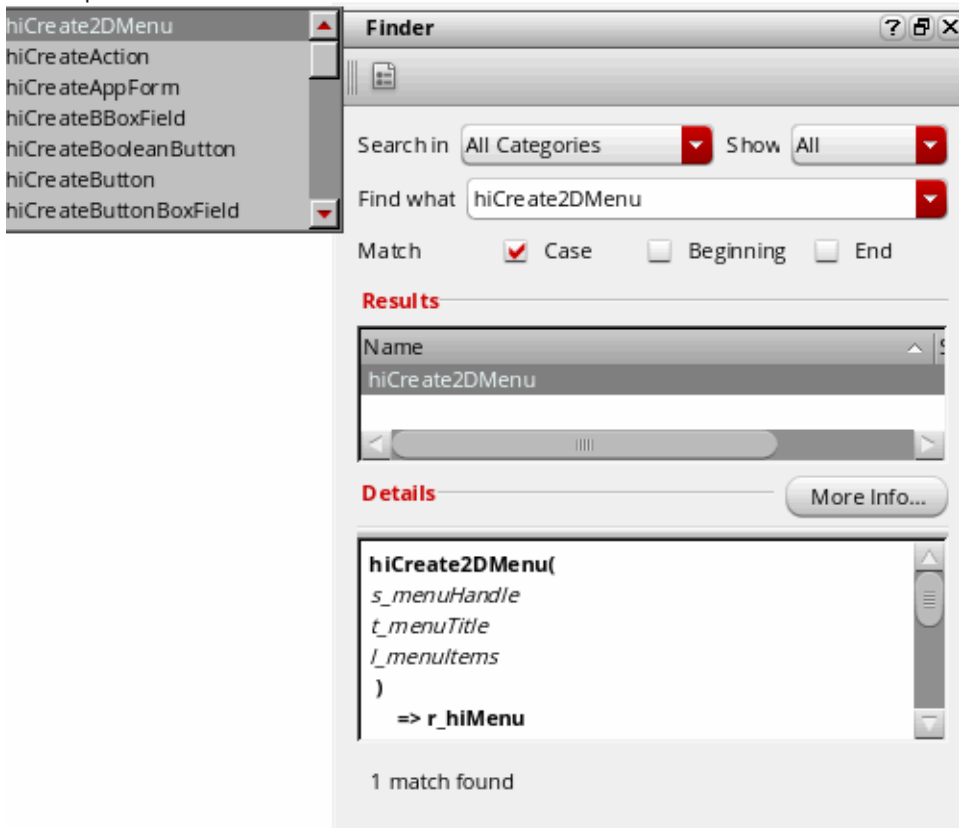 hiCreate2DMenu
hiCreateAction
hiCreateAppForm
hiCreateBBoxField
hiCreateBooleanButton
hiCreateButton
hiCreateButtonBoxField
Finder
Search in All Categories Show All
Find what hiCreate2DMenu
Match Case Beginning End
Results
Name
hiCreate2DMenu
Details More Info...
hiCreate2DMenu(
s_menuHandle
t_menuTitle
l_menuItems
)
=> r_hiMenu
1 match found